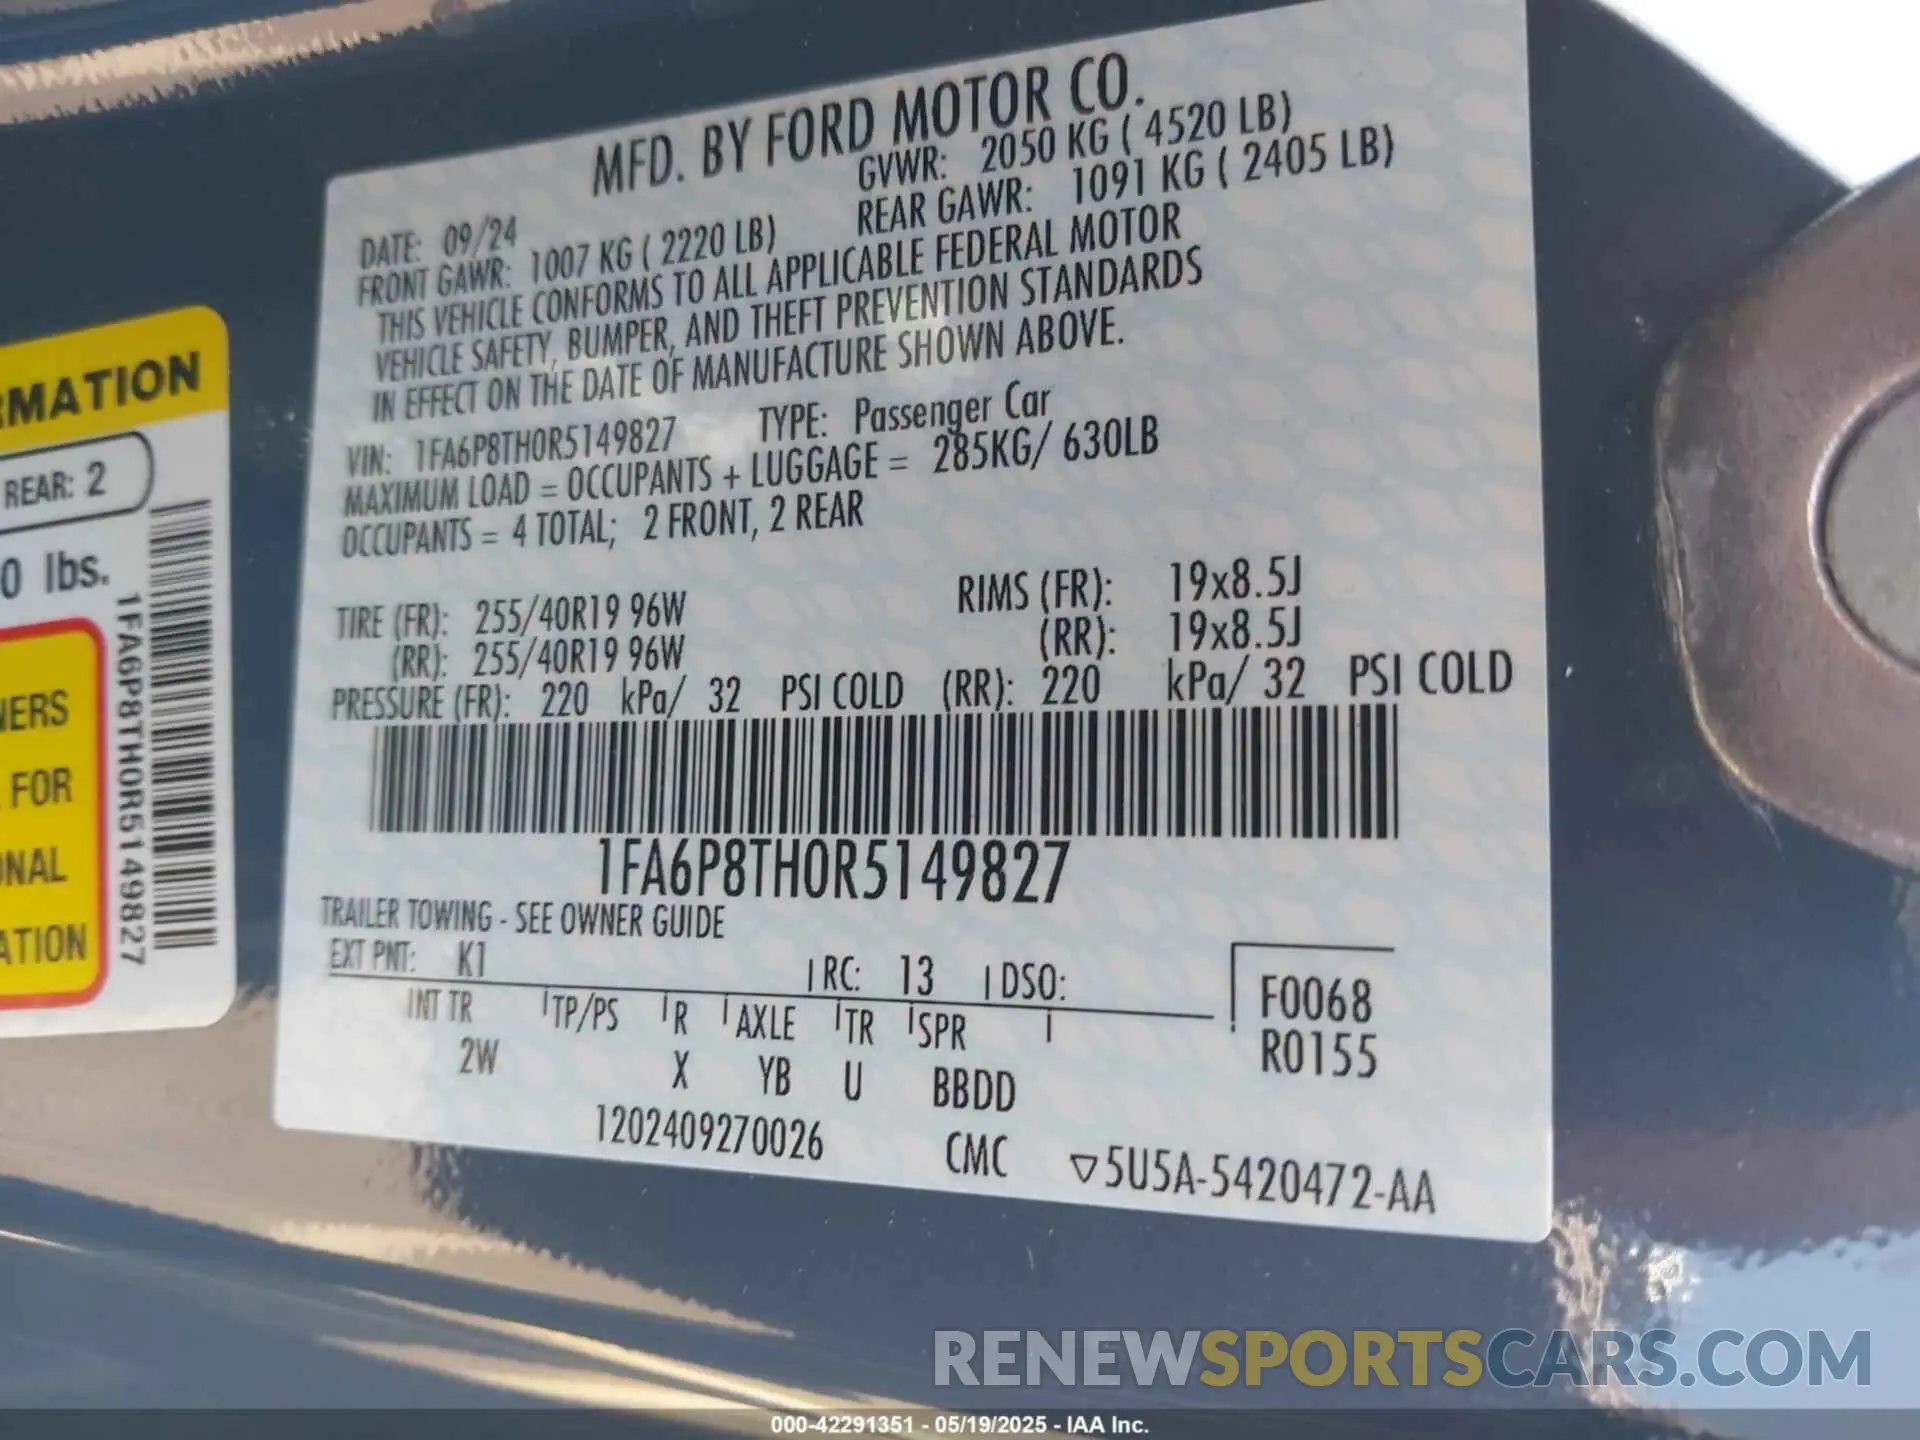 MFD. BY FORD MOTOR CO.
DATE: 09/24 GVWR: 2050 KG ( 4520 LB)
FRONT GAWR: 1007 KG ( 2220 LB) REAR GAWR: 1091 KG ( 2405 LB)
THIS VEHICLE CONFORMS TO ALL APPLICABLE FEDERAL MOTOR
VEHICLE SAFETY, BUMPER, AND THEFT PREVENTION STANDARDS
IN EFFECT ON THE DATE OF MANUFACTURE SHOWN ABOVE.
VIN: 1FA6P8TH0R5149827 TYPE: Passenger Car
MAXIMUM LOAD = OCCUPANTS + LUGGAGE = 285KG/ 630LB
OCCUPANTS = 4 TOTAL; 2 FRONT, 2 REAR
TIRE (FR): 255/40R19 96W RIMS (FR): 19x8.5J
(RR): 255/40R19 96W (RR): 19x8.5J
PRESSURE (FR): 220 kPa/ 32 PSI COLD (RR): 220 kPa/ 32 PSI COLD
1FA6P8TH0R5149827
TRAILER TOWING - SEE OWNER GUIDE
EXT PNT: K1 RC: 13 DSO:
INT TR TP/PS R AXLE TR SPR
2W X YB U BBDD
F0068
R0155
1202409270026 CMC ▽5U5A-5420472-AA
RMATION
REAR: 2
0 lbs.
1FA6P8TH0R5149827
NERS
FOR
ONAL
ATION
RENEWSPORTSCARS.COM
000-42291351 - 05/19/2025 - IAA Inc.